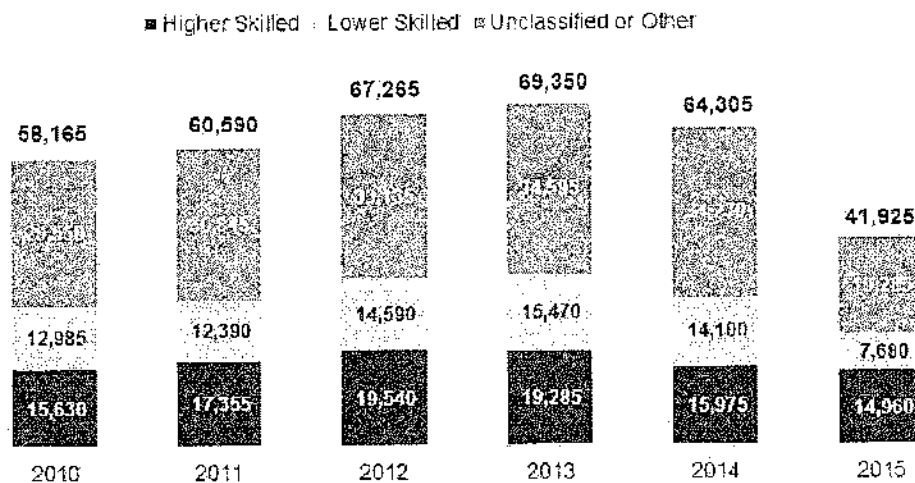 Higher Skilled Lower Skilled Unclassified or Other
58,165 60,590 67,265 69,350 64,305 41,925
34,595
12,985 12,390 14,590 15,470 14,100 7,680
15,630 17,355 19,540 19,285 15,975 14,960
2010 2011 2012 2013 2014 2015